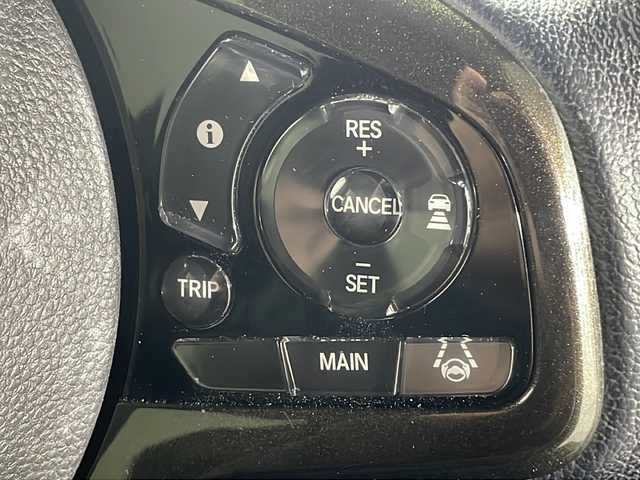 i
RES
+
CANCEL
–
SET
TRIP
MAIN